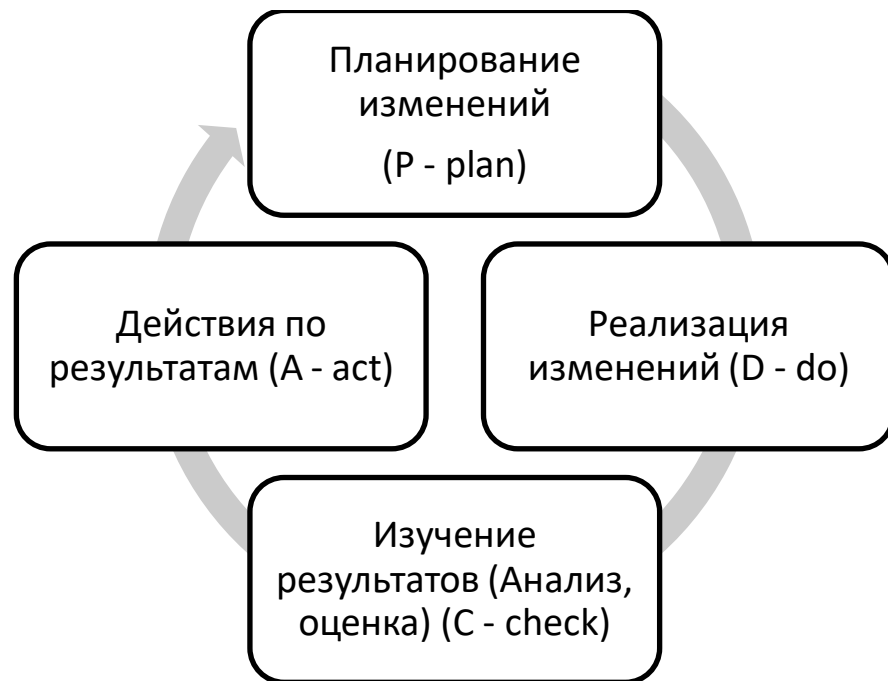 Планирование
изменений
(P - plan)
Действия по
результатам (A - act)
Реализация
изменений (D - do)
Изучение
результатов (Анализ,
оценка) (C - check)